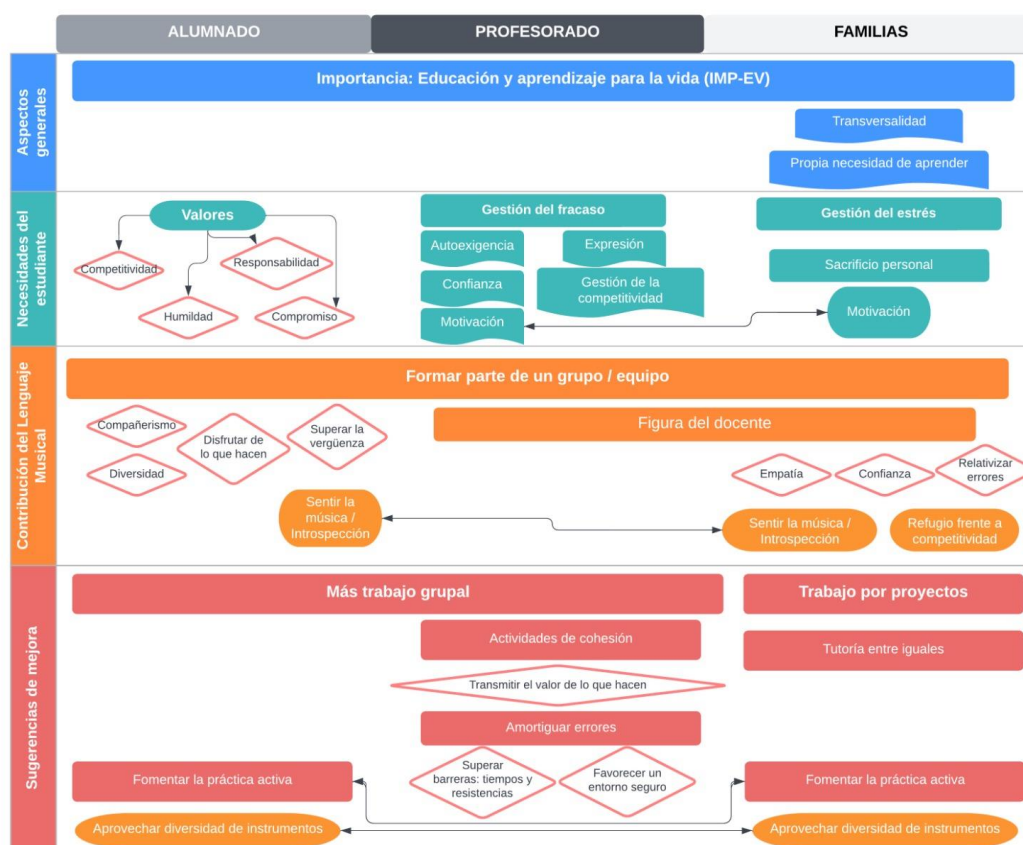 ALUMNADO
PROFESORADO
FAMILIAS
Aspectos
generales
Importancia: Educación y aprendizaje para la vida (IMP-EV)
Transversalidad
Propia necesidad de aprender
Necesidades del
estudiante
Valores
Competitividad
Responsabilidad
Humildad
Compromiso
Gestión del fracaso
Autoexigencia
Expresión
Confianza
Gestión de la
competitividad
Motivación
Gestión del estrés
Sacrificio personal
Motivación
Contribución del Lenguaje
Musical
Formar parte de un grupo / equipo
Compañerismo
Disfrutar de
lo que hacen
Superar la
vergüenza
Diversidad
Sentir la
música /
Introspección
Figura del docente
Empatía
Confianza
Relativizar
errores
Sentir la música /
Introspección
Refugio frente a
competitividad
Sugerencias de mejora
Más trabajo grupal
Trabajo por proyectos
Actividades de cohesión
Tutoría entre iguales
Transmitir el valor de lo que hacen
Amortiguar errores
Superar
barreras: tiempos y
resistencias
Favorecer un
entorno seguro
Fomentar la práctica activa
Fomentar la práctica activa
Aprovechar diversidad de instrumentos
Aprovechar diversidad de instrumentos